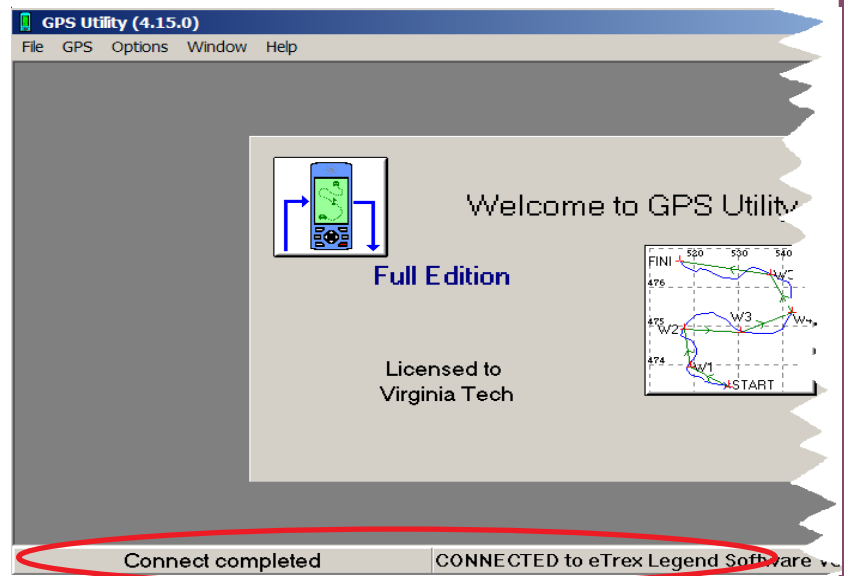 GPS Utility (4.15.0)
File GPS Options Window Help
Welcome to GPS Utility
Full Edition
Licensed to
Virginia Tech
520 530 540
FINI
476
475
W2 W3
474
W1
START
Connect completed CONNECTED to eTrex Legend Software